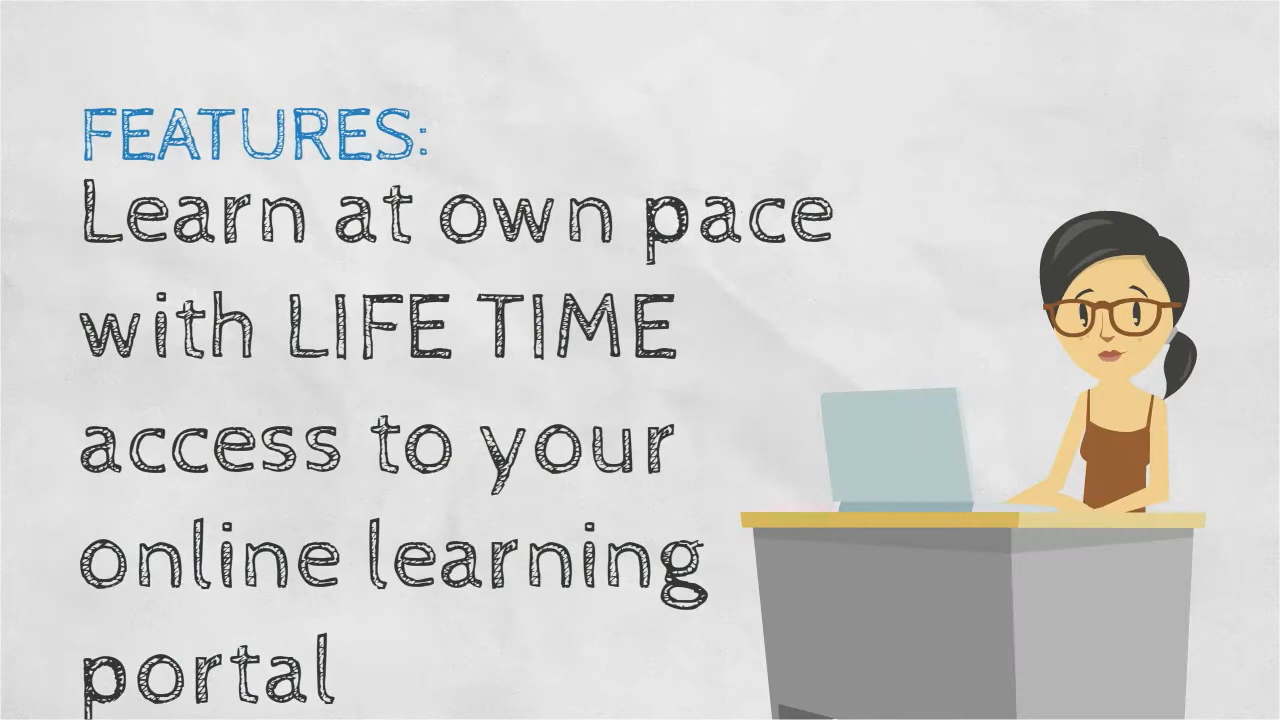 FEATURES:
Learn at own pace
with LIFE TIME
access to your
online learning
portal